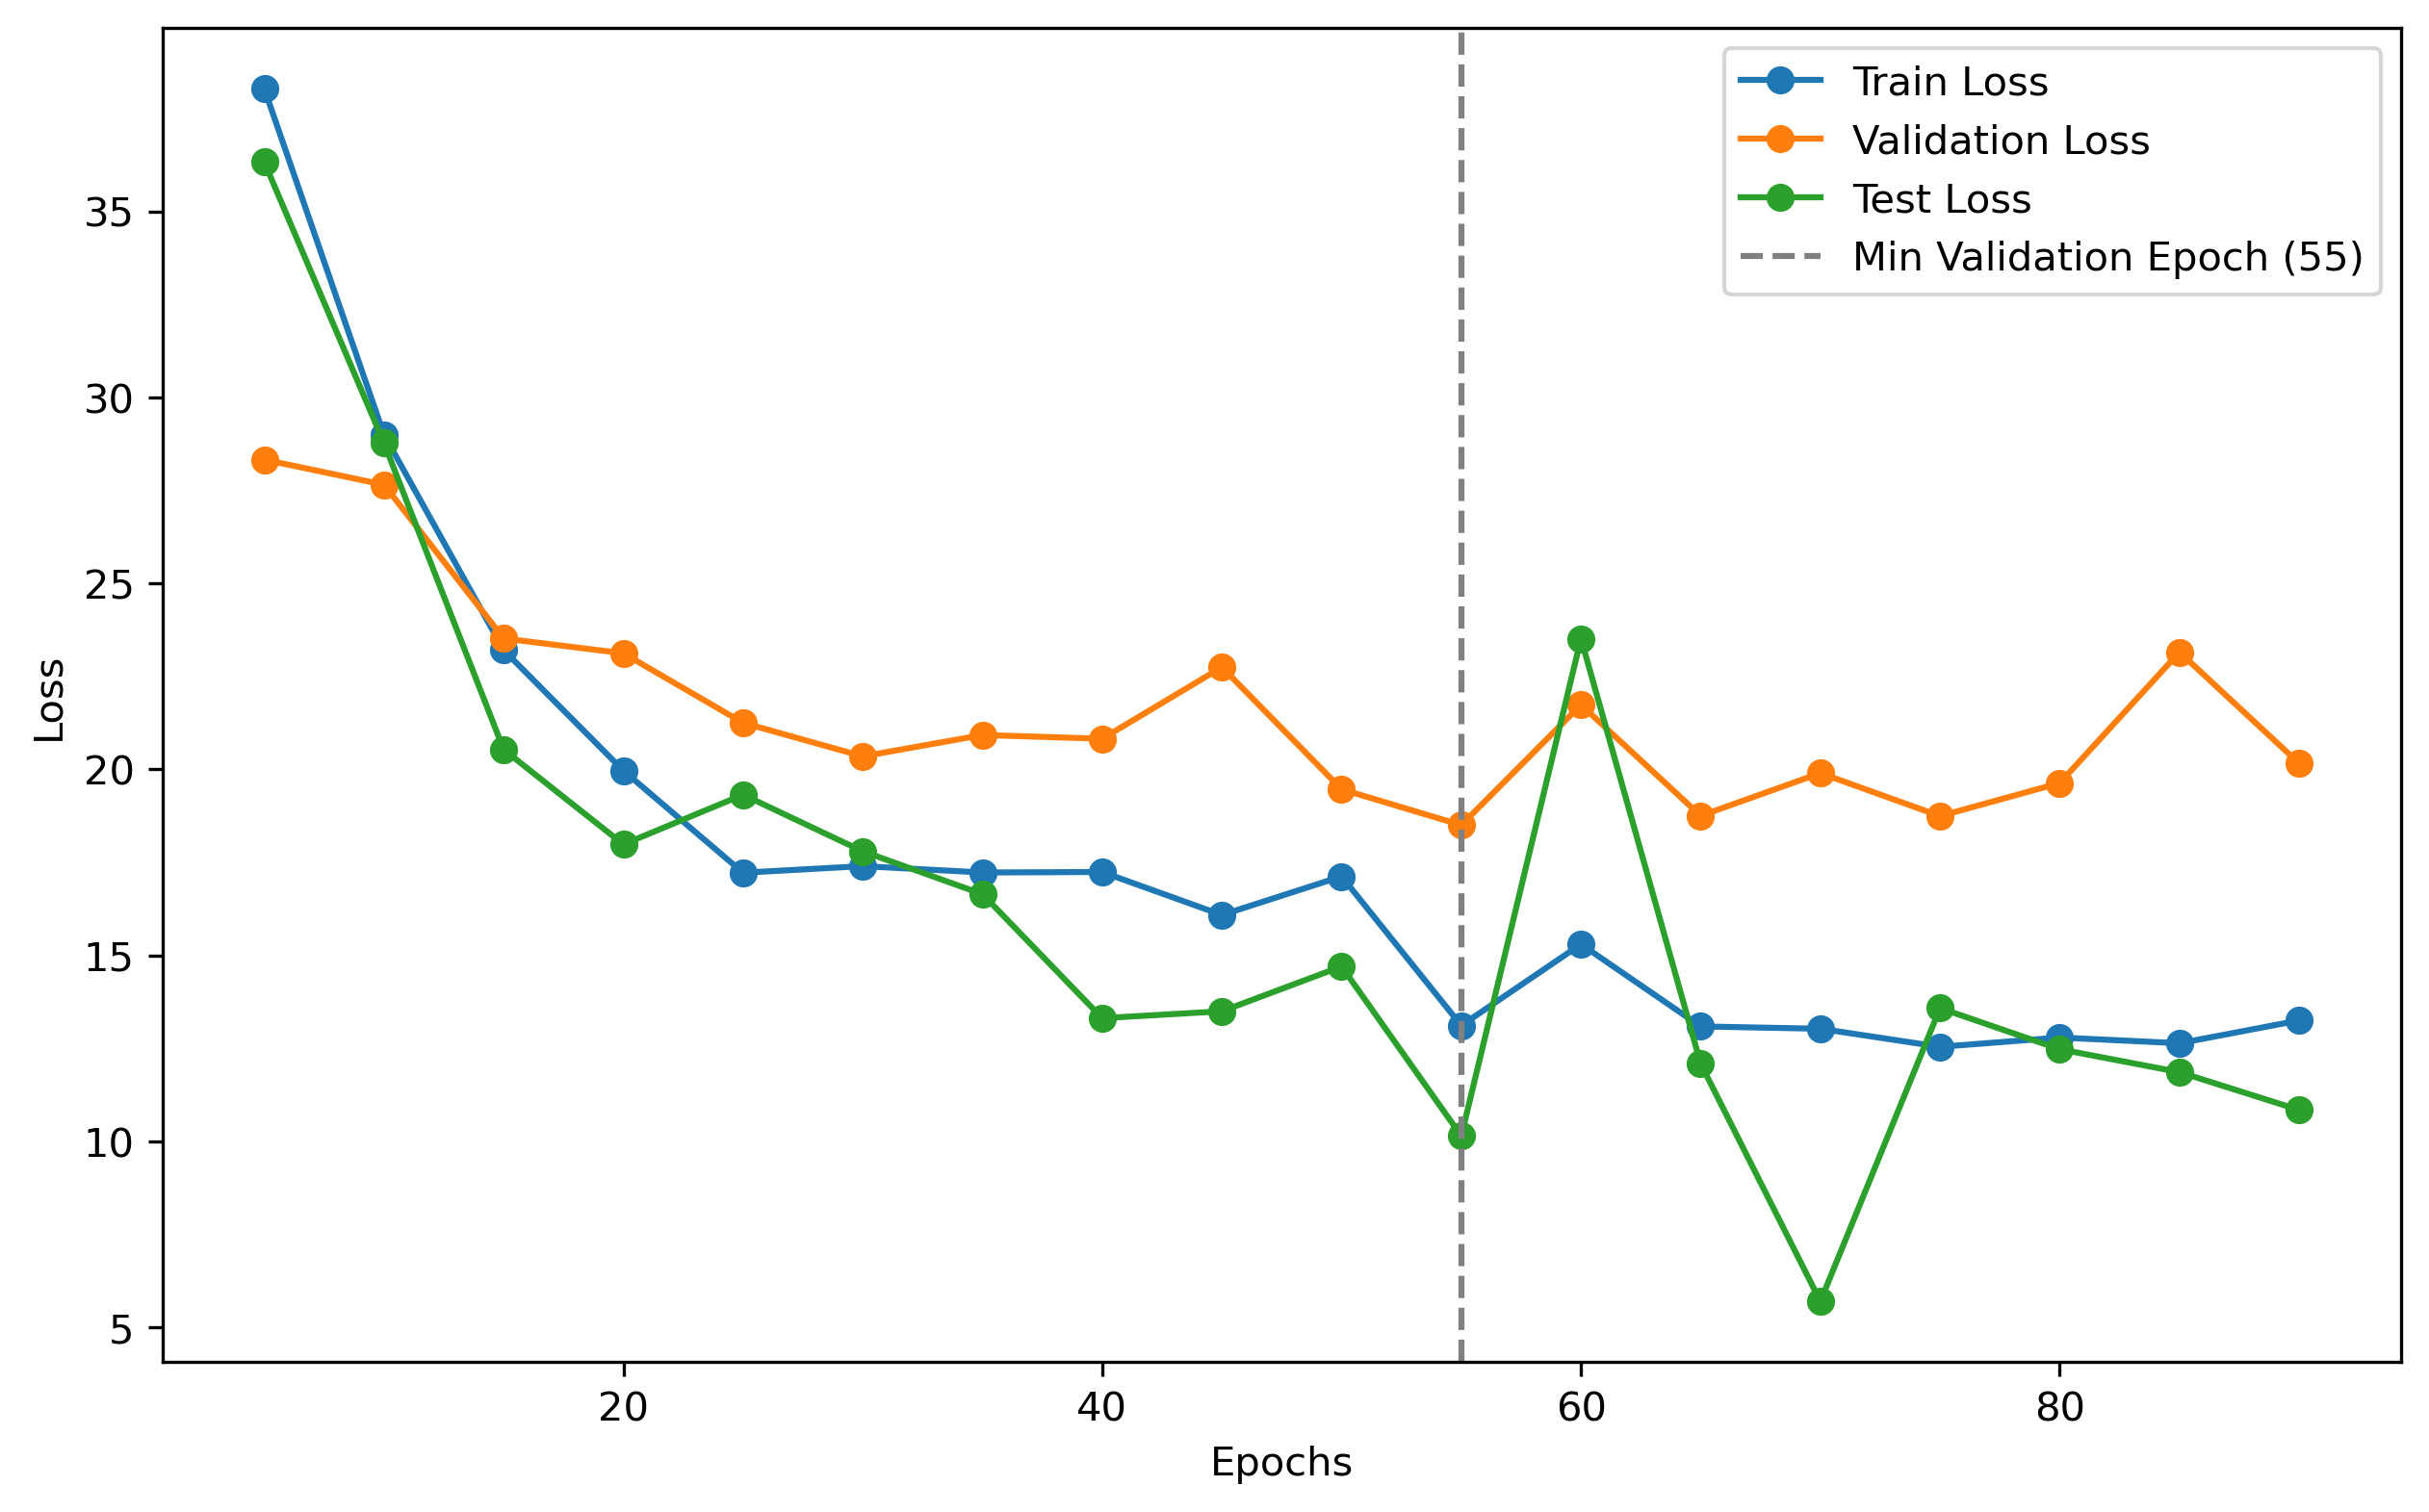 Train Loss
Validation Loss
Test Loss
Min Validation Epoch (55)
35
30
25
20
15
10
5
Loss
20 40 60 80
Epochs